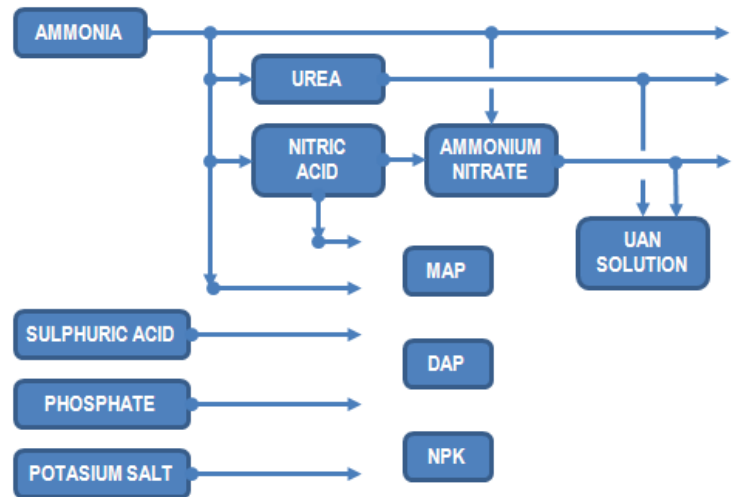 AMMONIA
UREA
NITRIC
ACID
AMMONIUM
NITRATE
UAN
SOLUTION
MAP
SULPHURIC ACID
DAP
PHOSPHATE
NPK
POTASIUM SALT